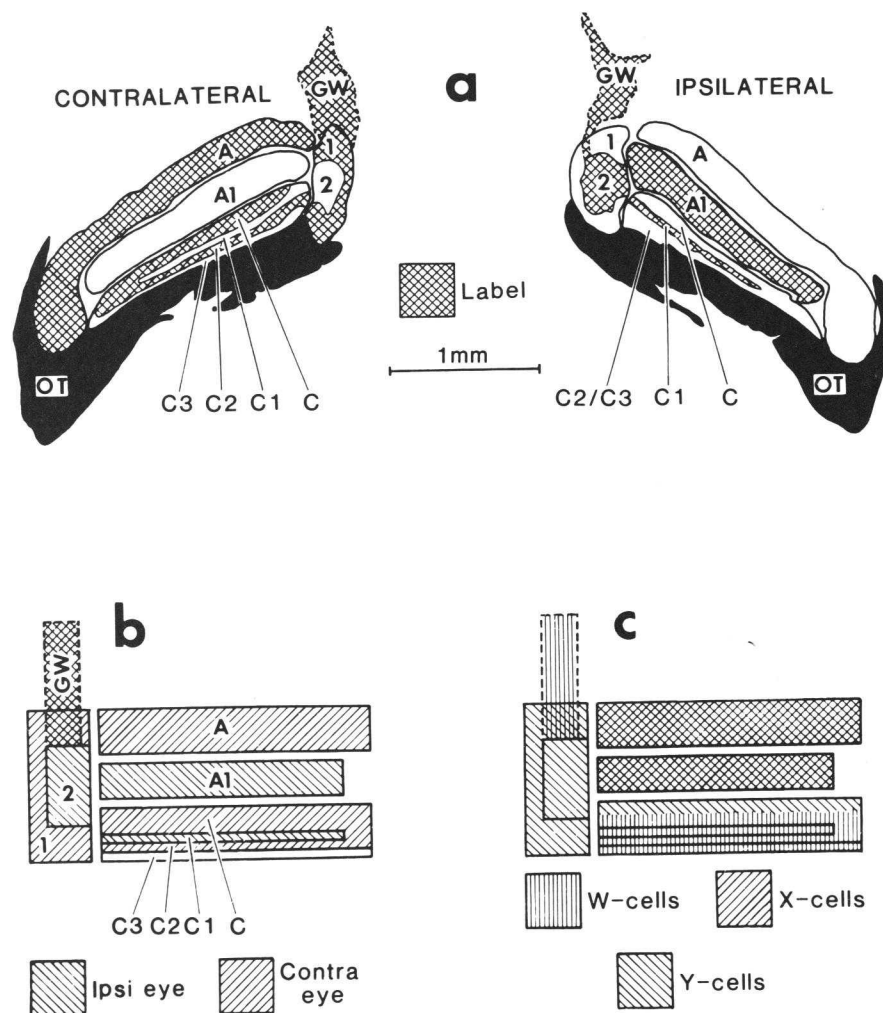 a
CONTRALATERAL
GW
A
1
2
A1
OT
C3 C2 C1 C
Label
1mm
IPSILATERAL
GW
1
2
A
A1
OT
C2/C3 C1 C
b
GW
A
A1
2
1
C3 C2 C1 C
Ipsi eye
Contra
eye
c
W-cells
X-cells
Y-cells